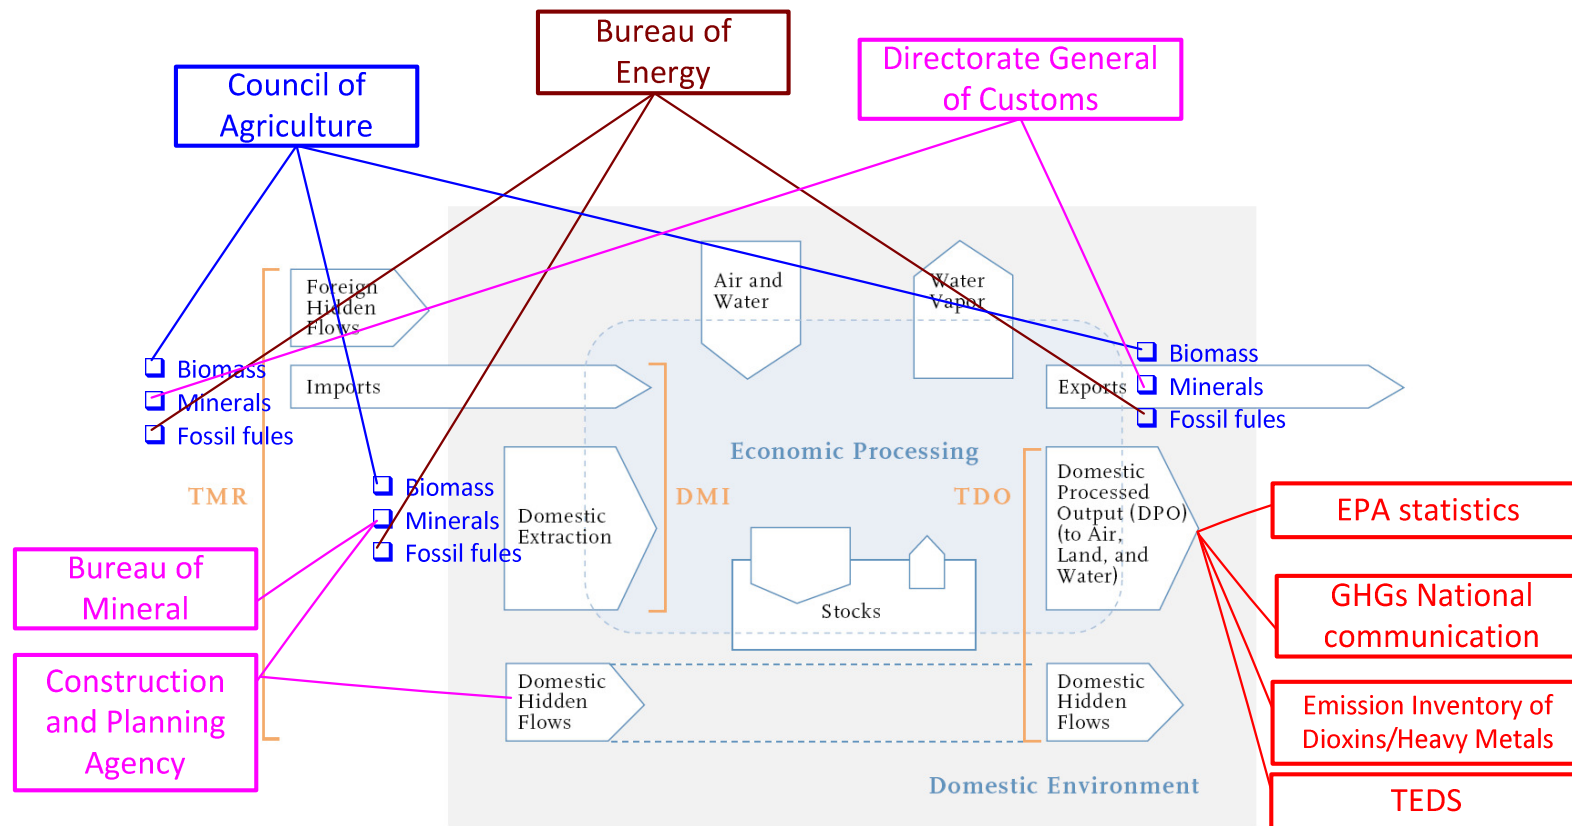 Bureau of
Energy
Directorate General
of Customs
Council of
Agriculture
Foreign
Hidden
Flows
Air and
Water
Water
Vapor
Biomass
Minerals
Fossil fules
Imports
Exports
Biomass
Minerals
Fossil fules
Economic Processing
TMR
DMI
TDO
Biomass
Minerals
Fossil fules
Domestic
Extraction
Domestic
Processed
Output (DPO)
(to Air,
Land, and
Water)
Stocks
EPA statistics
Bureau of
Mineral
GHGs National
communication
Construction
and Planning
Agency
Domestic
Hidden
Flows
Domestic
Hidden
Flows
Emission Inventory of
Dioxins/Heavy Metals
Domestic Environment
TEDS